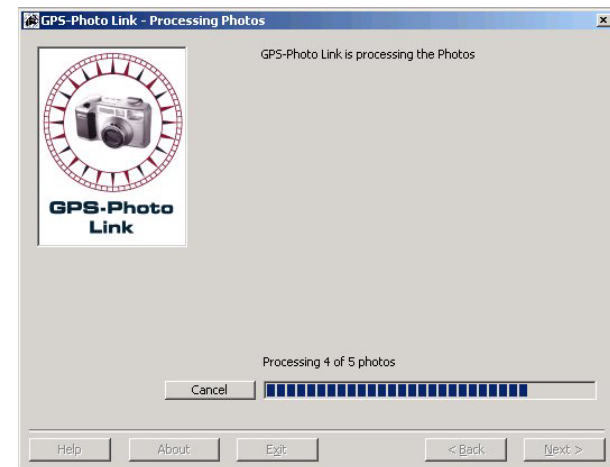 GPS-Photo Link - Processing Photos
GPS-Photo Link is processing the Photos
GPS-Photo
Link
Processing 4 of 5 photos
Cancel
Help About Exit < Back Next >